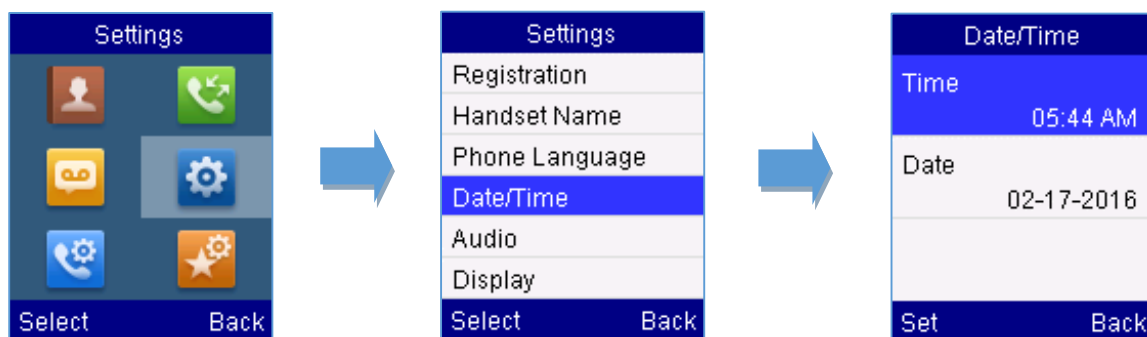 Settings
Select Back
Settings
Registration
Handset Name
Phone Language
Date/Time
Audio
Display
Select Back
Date/Time
Time
05:44 AM
Date
02-17-2016
Set Back